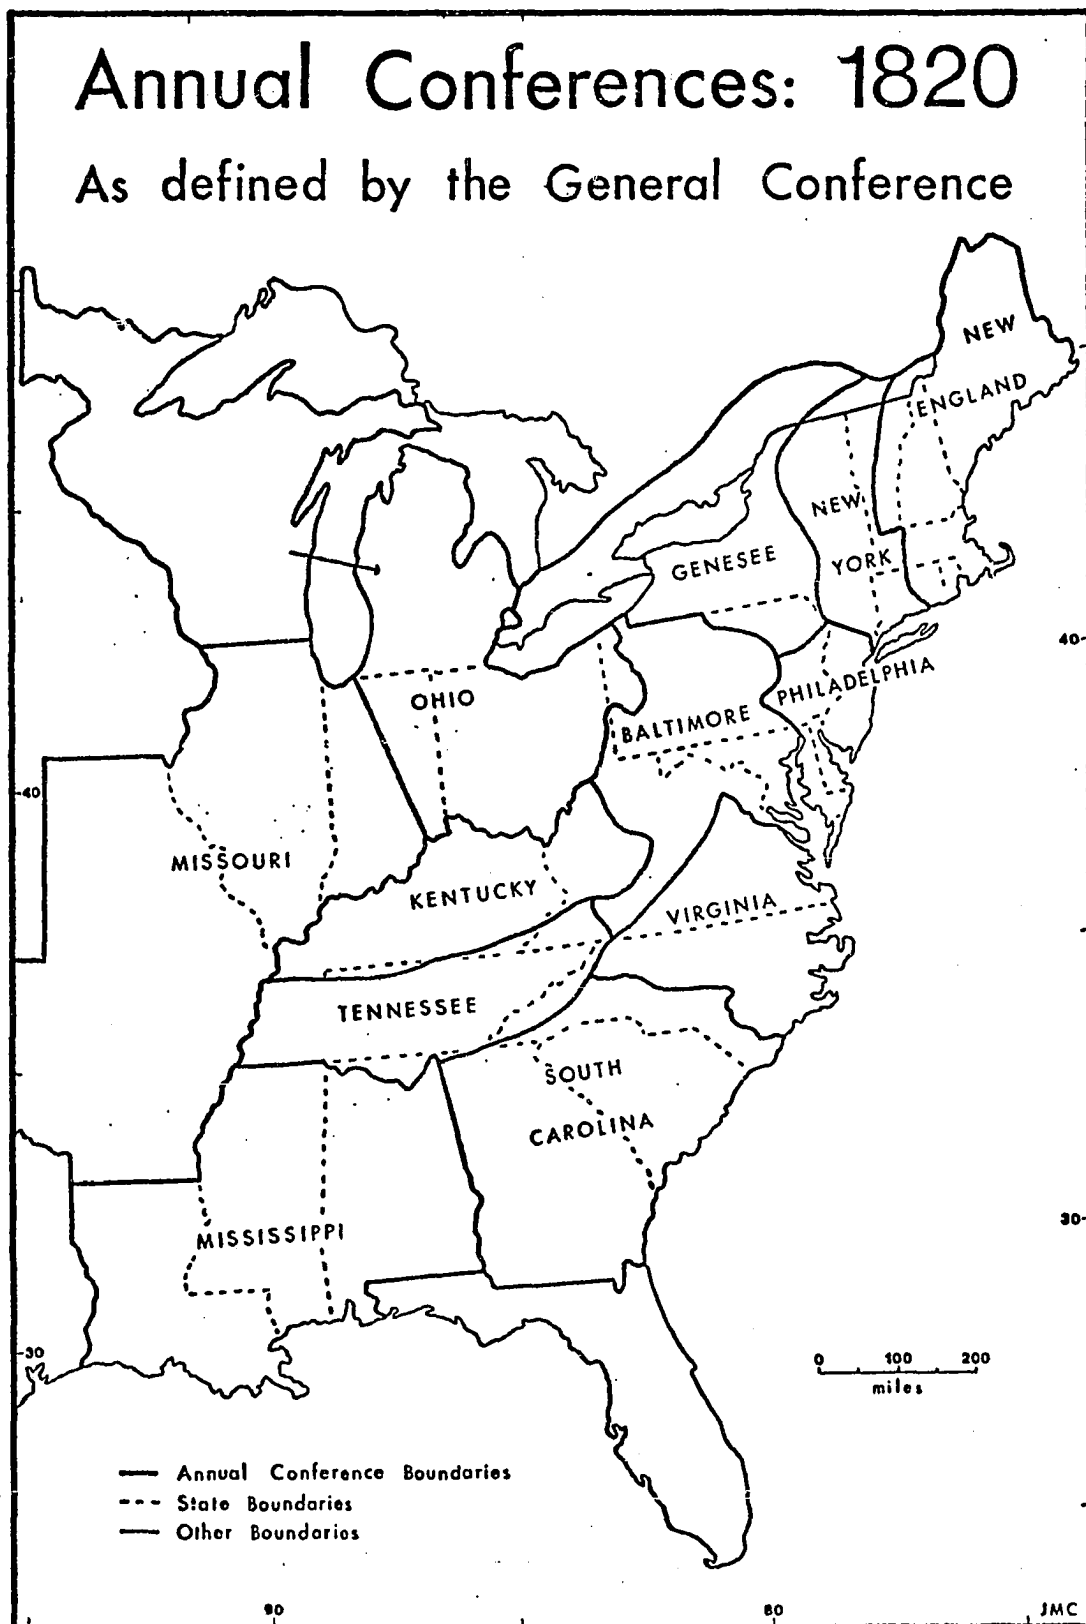 Annual Conferences: 1820
As defined by the General Conference
NEW
ENGLAND
NEW
YORK
GENESEE
40
PHILADELPHIA
OHIO
BALTIMORE
40
MISSOURI
KENTUCKY
VIRGINIA
TENNESSEE
SOUTH
CAROLINA
30
MISSISSIPPI
30
0 100 200
miles
Annual Conference Boundaries
State Boundaries
Other Boundaries
90
80
JMC